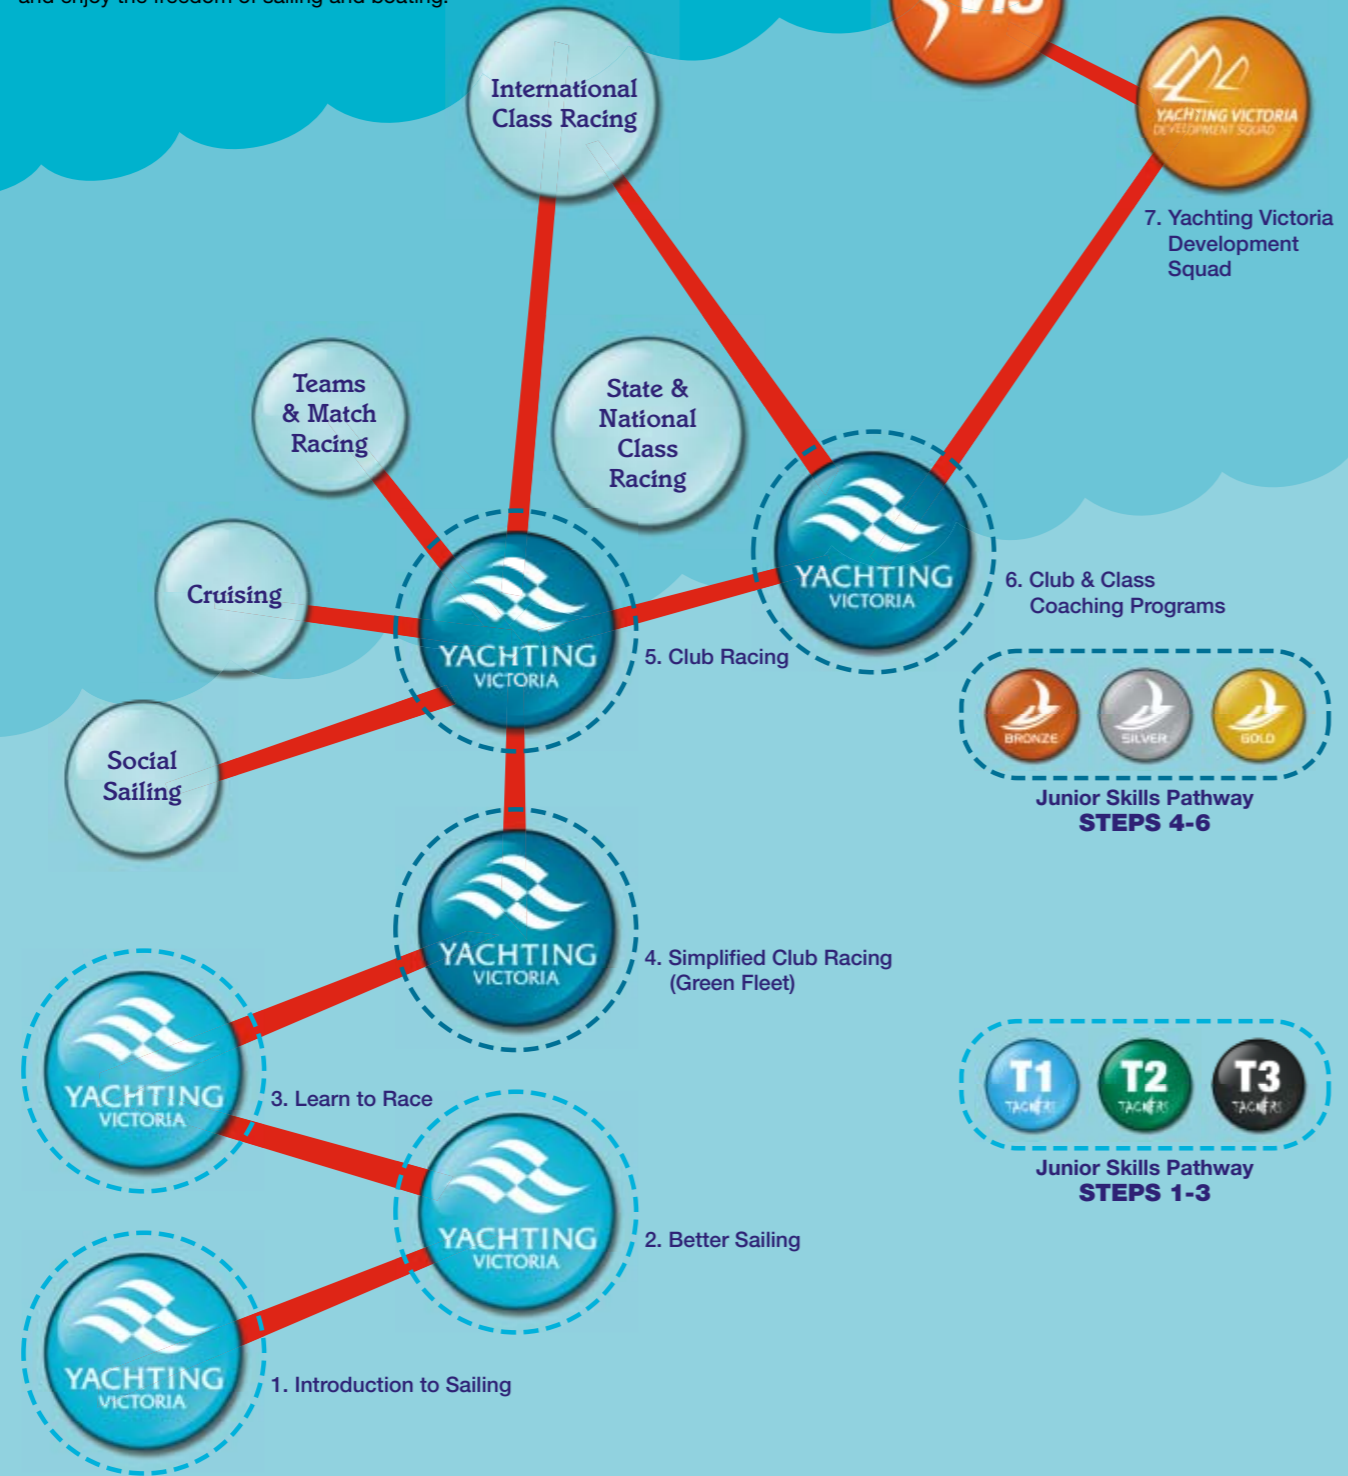 and enjoy the freedom of sailing and boating.
VIS
International
Class Racing
YACHTING VICTORIA
DEVELOPMENT SQUAD
7. Yachting Victoria
Development
Squad
Teams
& Match
Racing
State &
National
Class
Racing
Cruising
YACHTING
VICTORIA
6. Club & Class
Coaching Programs
YACHTING
VICTORIA
5. Club Racing
BRONZE
SILVER
GOLD
Junior Skills Pathway
STEPS 4-6
Social
Sailing
YACHTING
VICTORIA
4. Simplified Club Racing
(Green Fleet)
YACHTING
VICTORIA
3. Learn to Race
T1
TACKERS
T2
TACKERS
T3
TACKERS
Junior Skills Pathway
STEPS 1-3
YACHTING
VICTORIA
2. Better Sailing
YACHTING
VICTORIA
1. Introduction to Sailing